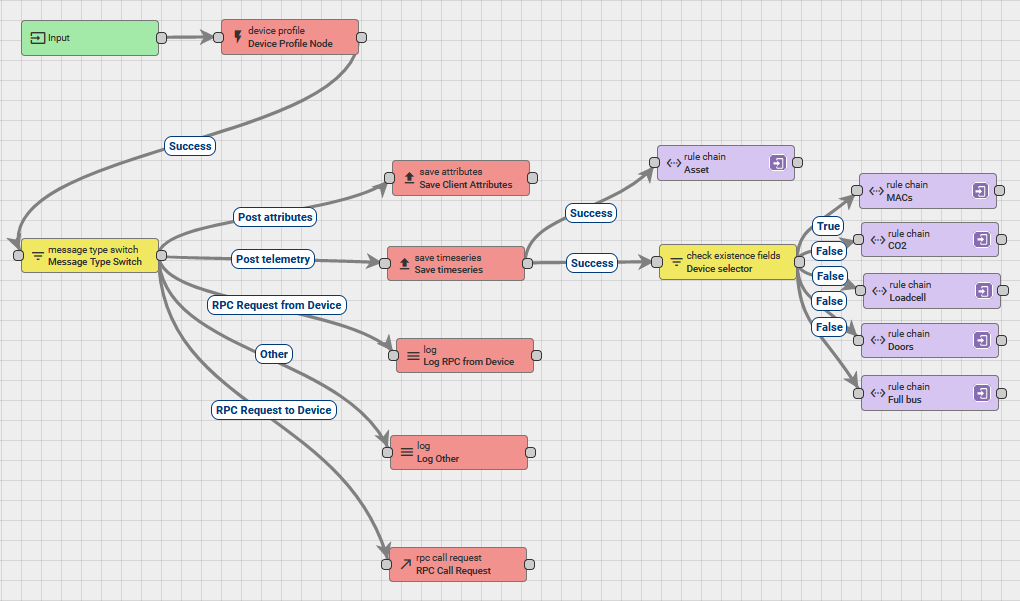 Input
device profile
Device Profile Node
Success
message type switch
Message Type Switch
Post attributes
Post telemetry
RPC Request from Device
Other
RPC Request to Device
save attributes
Save Client Attributes
save timeseries
Save timeseries
log
Log RPC from Device
log
Log Other
rpc call request
RPC Call Request
Success
Success
rule chain
Asset
check existence fields
Device selector
True
False
False
False
False
rule chain
MACs
rule chain
CO2
rule chain
Loadcell
rule chain
Doors
rule chain
Full bus